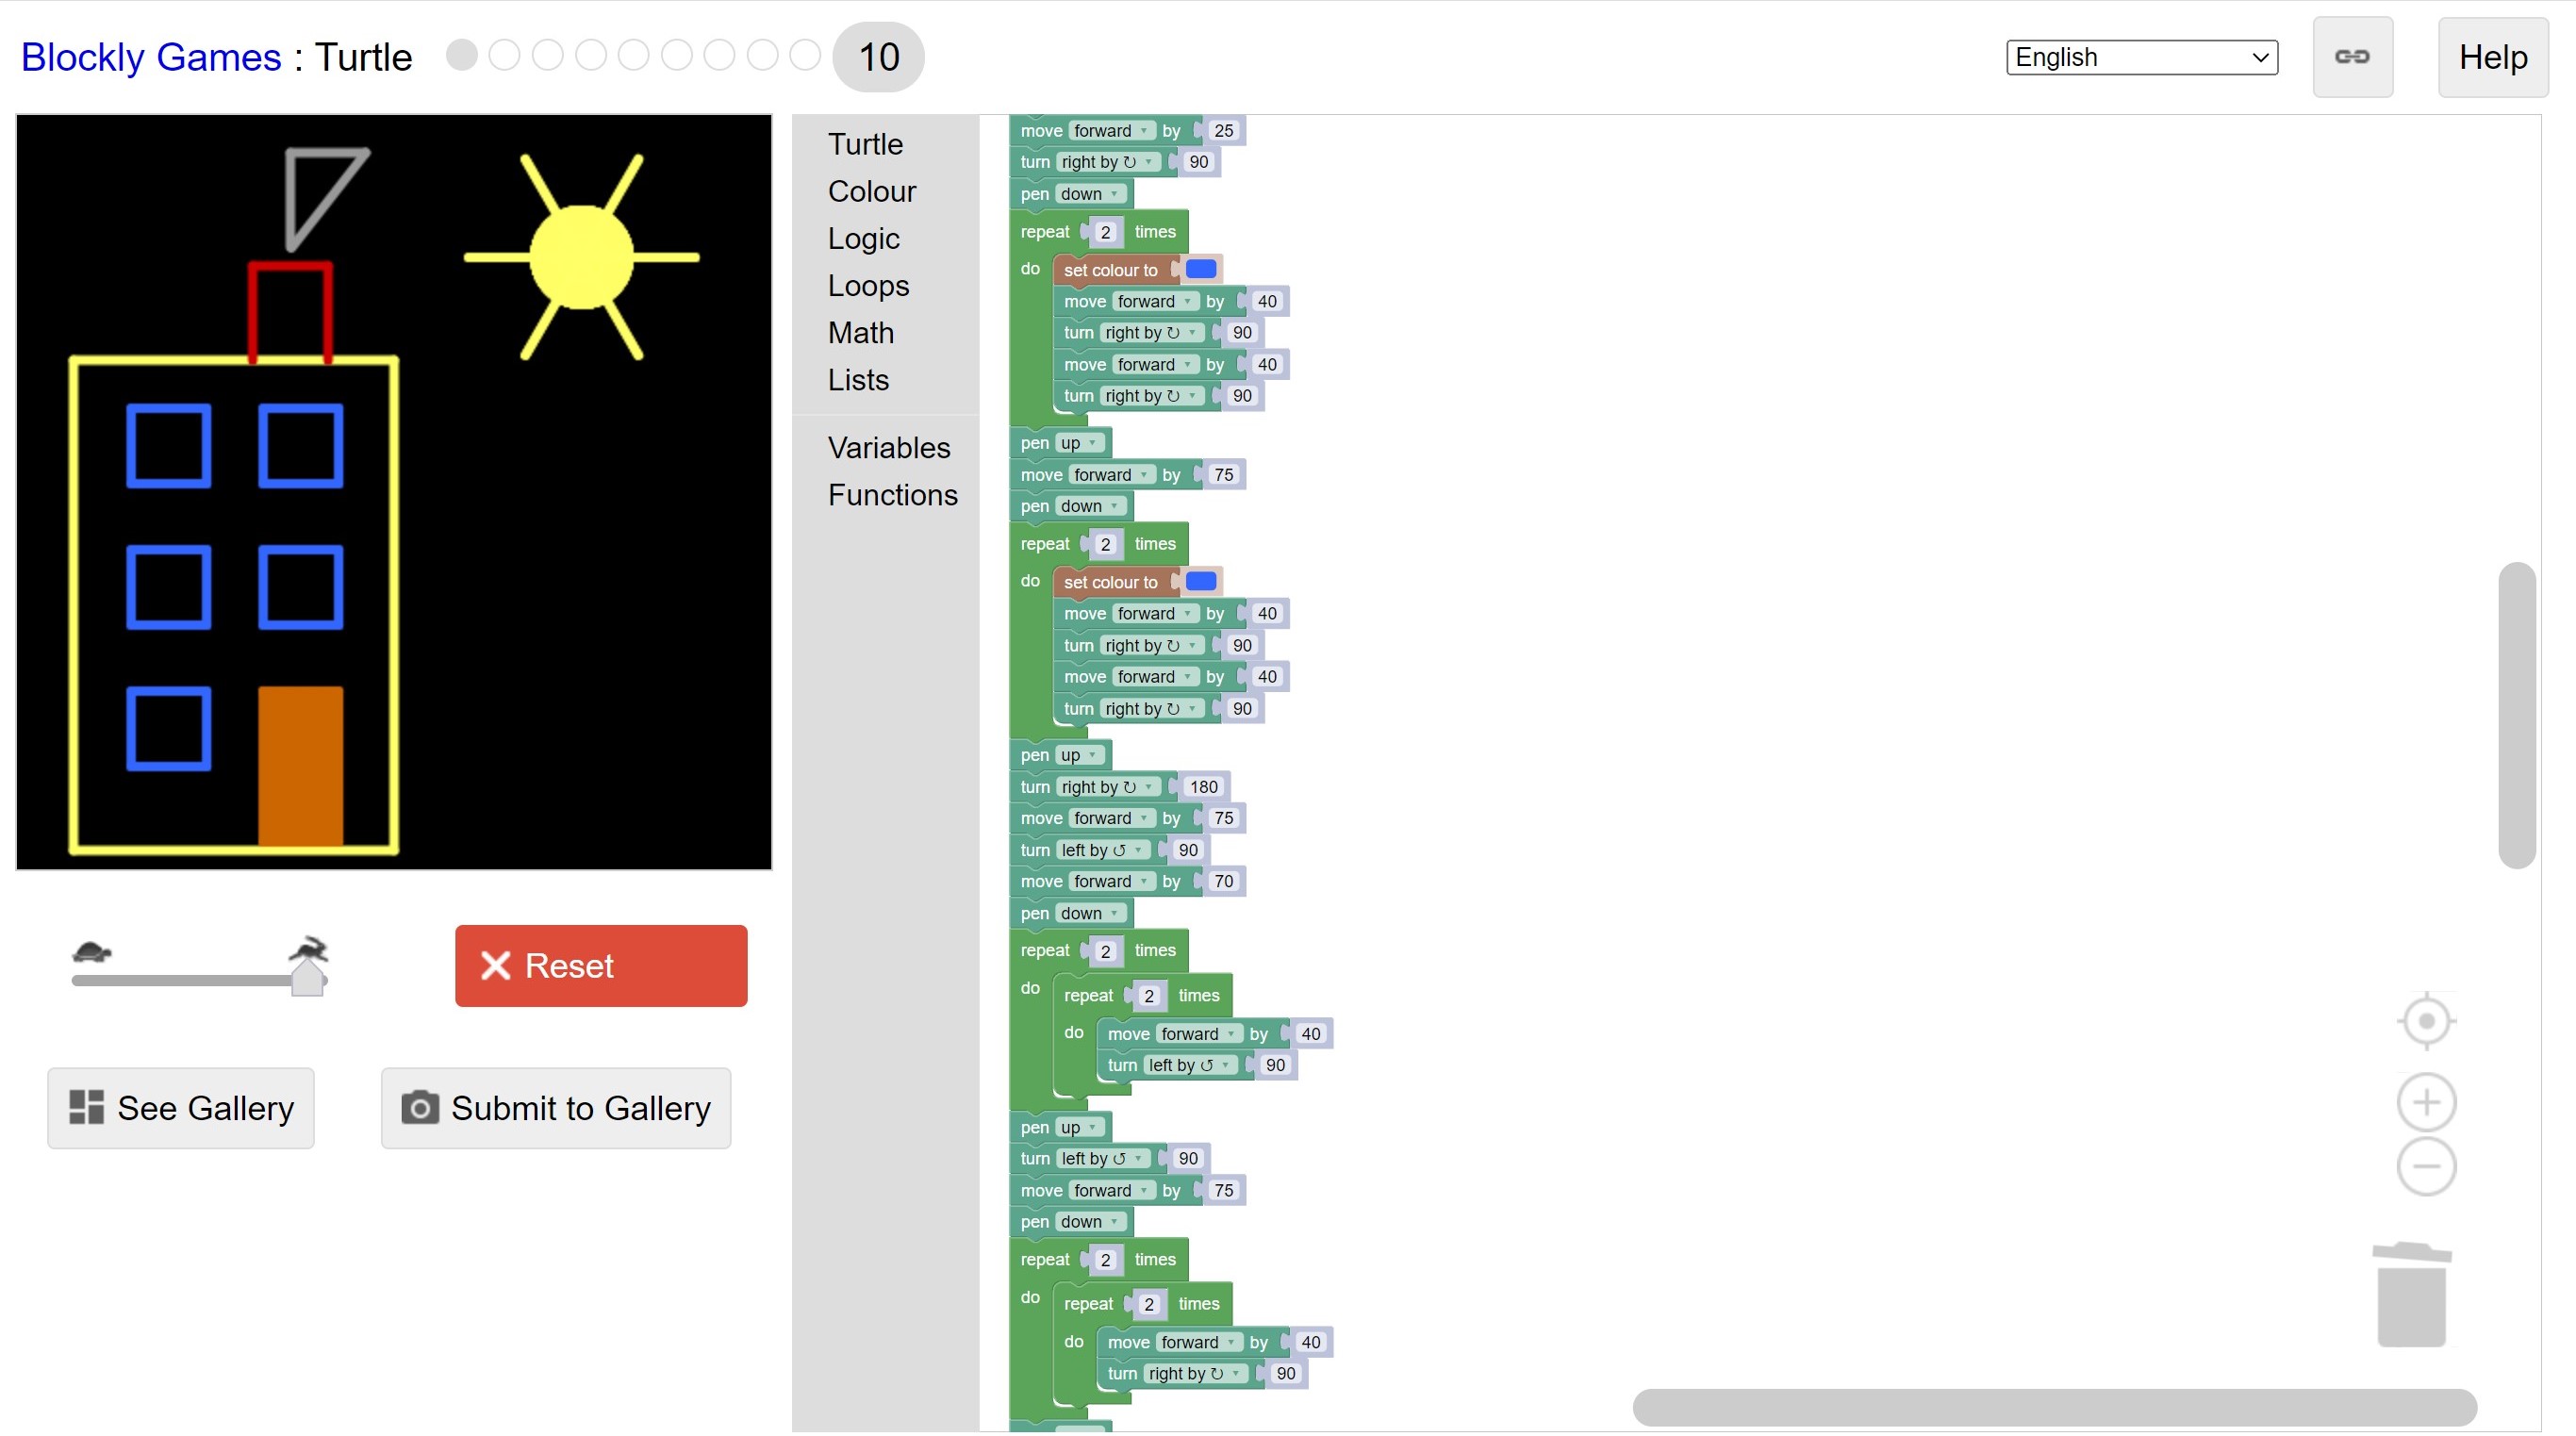 Blockly Games : Turtle 10 English Help
Turtle
Colour
Logic
Loops
Math
Lists
Variables
Functions
move forward by 25
turn right by ↻ 90
pen down
repeat 2 times
do set colour to
move forward by 40
turn right by ↻ 90
move forward by 40
turn right by ↻ 90
pen up
move forward by 75
pen down
repeat 2 times
do set colour to
move forward by 40
turn right by ↻ 90
move forward by 40
turn right by ↻ 90
pen up
turn right by ↻ 180
move forward by 75
turn left by ↺ 90
move forward by 70
pen down
repeat 2 times
do repeat 2 times
do move forward by 40
turn left by ↺ 90
pen up
turn left by ↺ 90
move forward by 75
pen down
repeat 2 times
do repeat 2 times
do move forward by 40
turn right by ↻ 90
Reset
See Gallery
Submit to Gallery